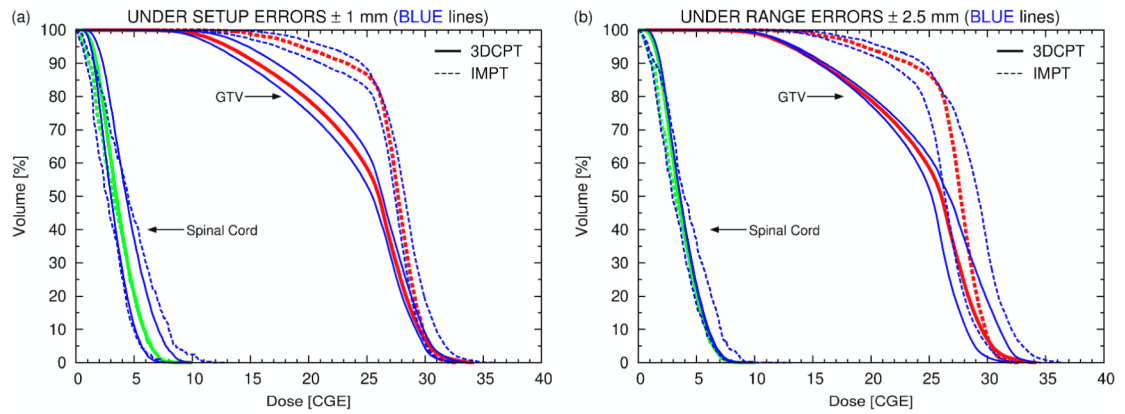 (a) UNDER SETUP ERRORS ± 1 mm (BLUE lines)
100
90
80
70
60
50
40
30
20
10
0
Volume [%]
3DCPT
IMPT
GTV
Spinal Cord
0 5 10 15 20 25 30 35 40
Dose [CGE]
(b) UNDER RANGE ERRORS ± 2.5 mm (BLUE lines)
100
90
80
70
60
50
40
30
20
10
0
Volume [%]
3DCPT
IMPT
GTV
Spinal Cord
0 5 10 15 20 25 30 35 40
Dose [CGE]